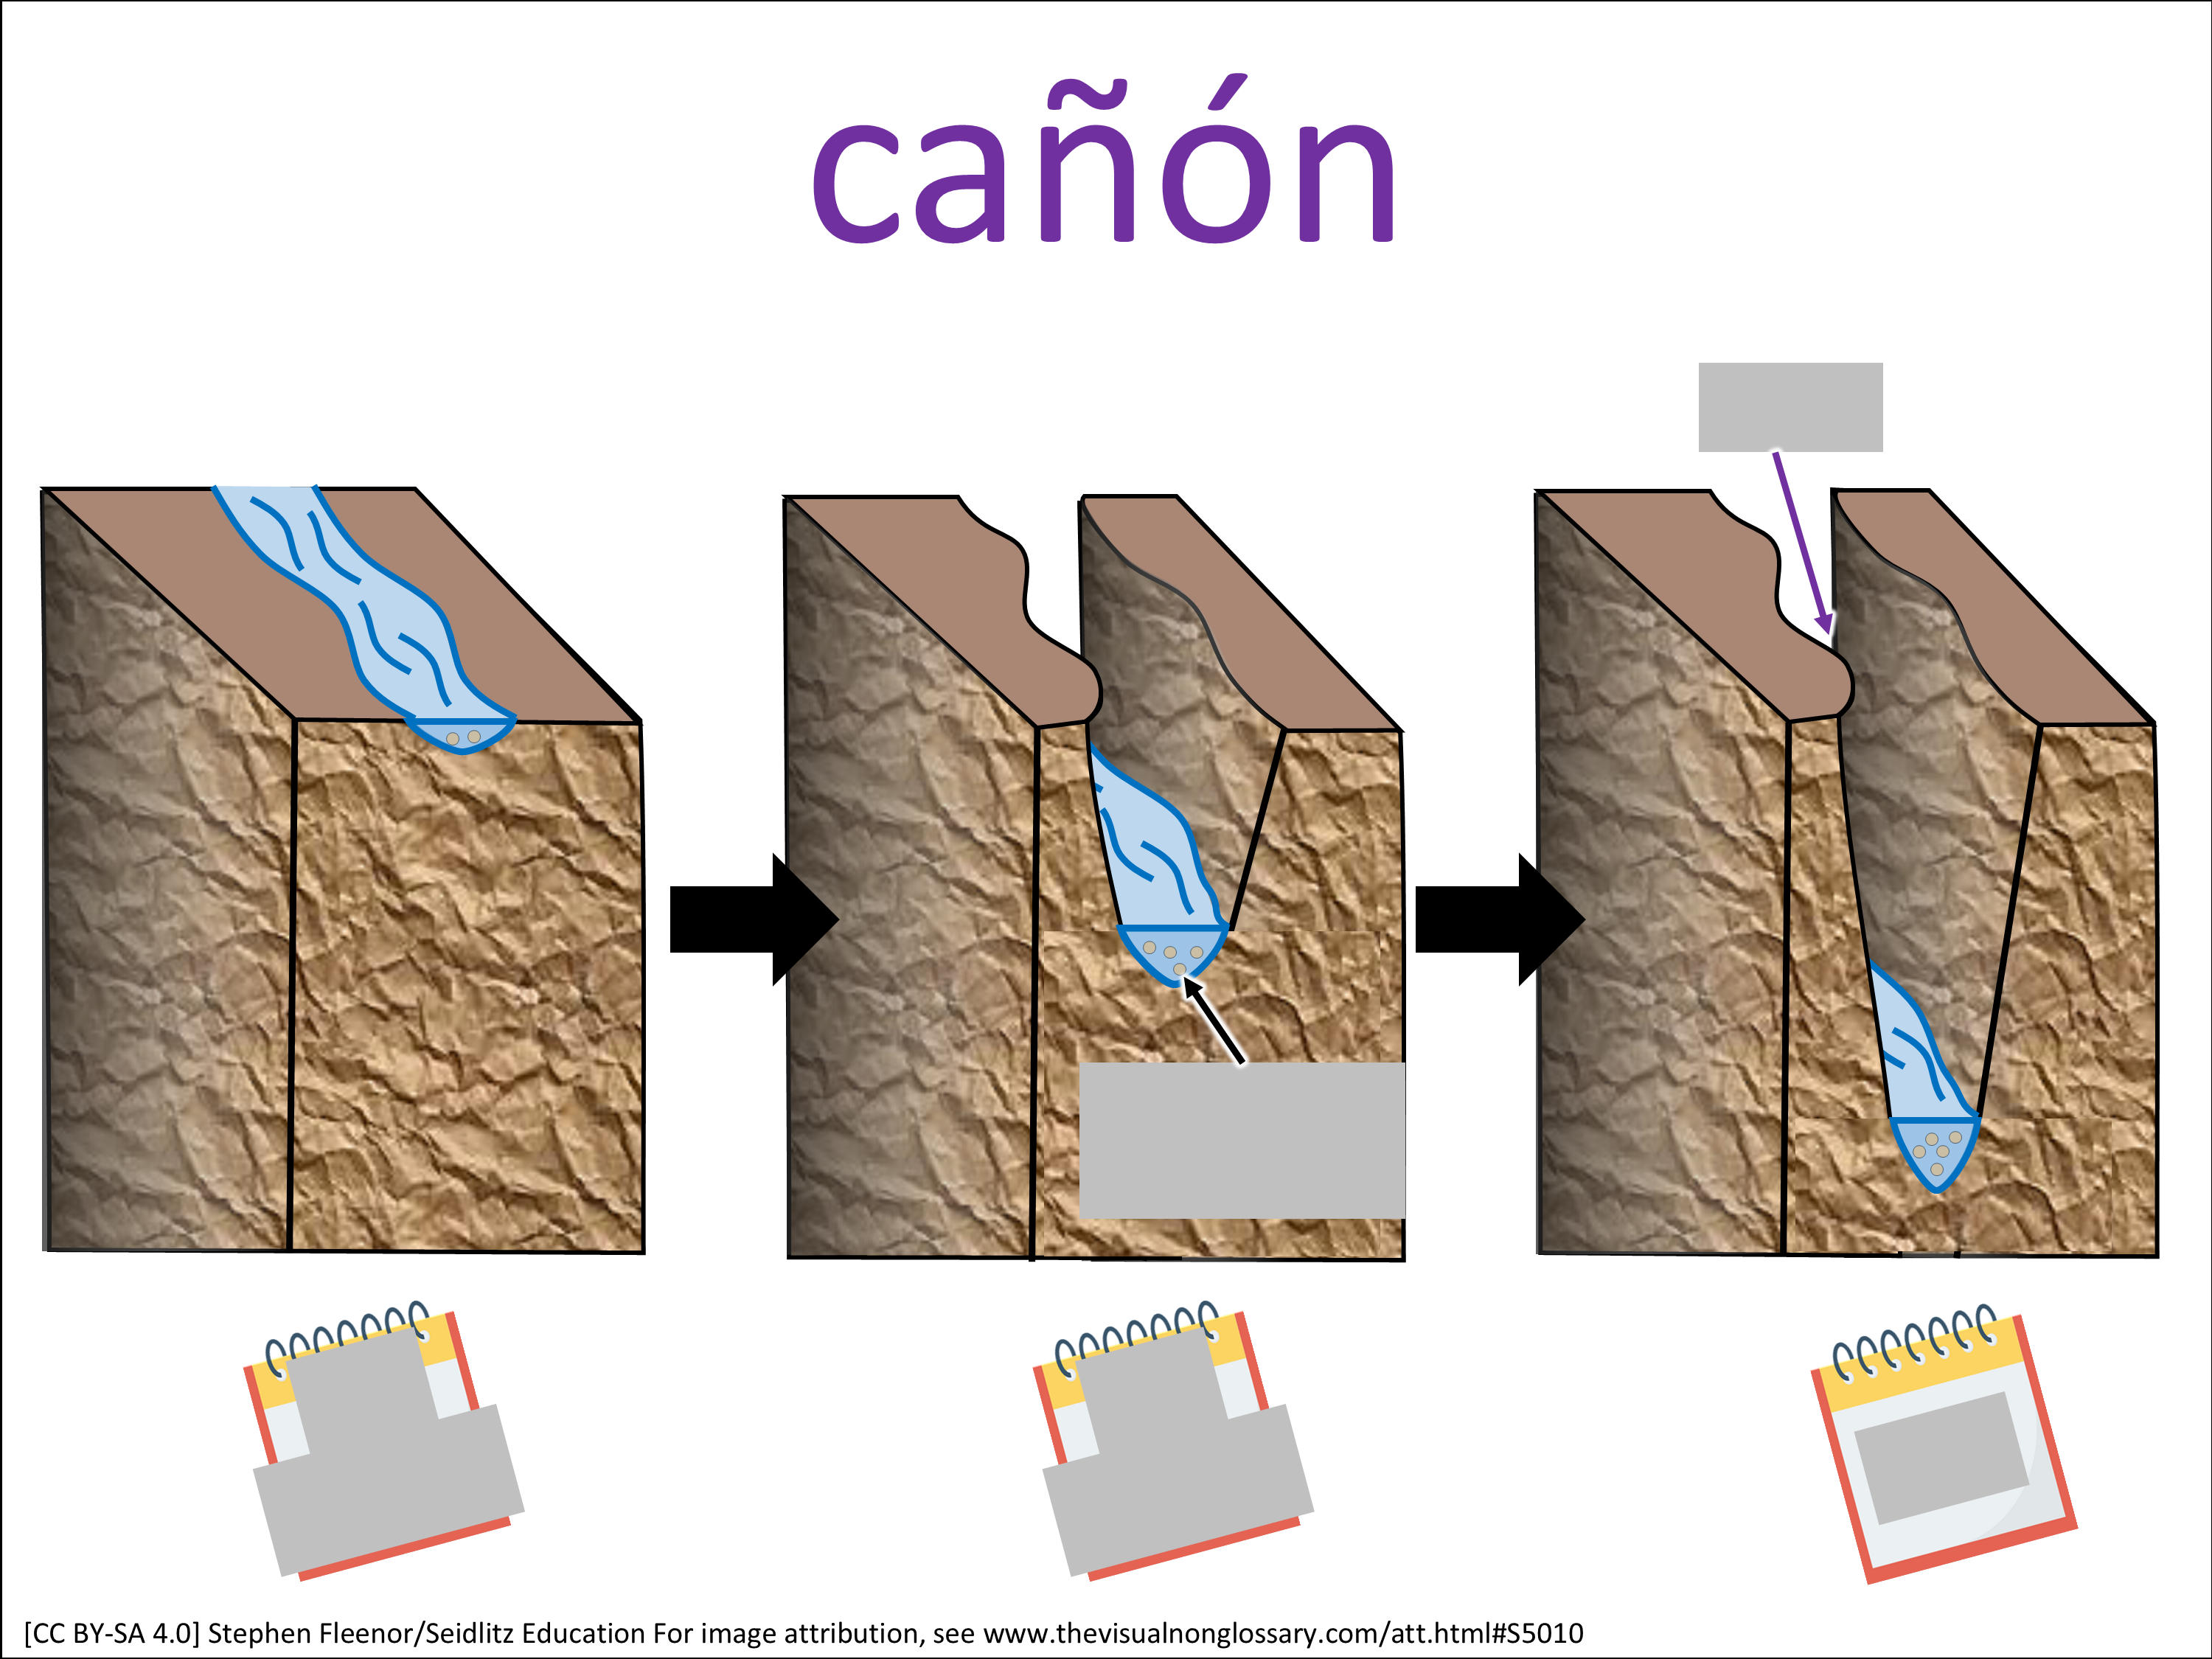 cañón
[CC BY-SA 4.0] Stephen Fleenor/Seidlitz Education For image attribution, see www.thevisualnonglossary.com/att.html#S5010